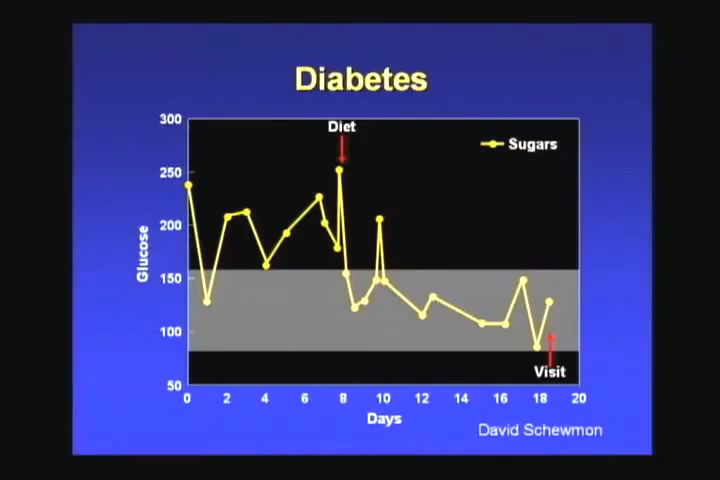 Diabetes
300
250
200
150
100
50
Glucose
Diet
Sugars
Visit
0 2 4 6 8 10 12 14 16 18 20
Days
David Schewmon